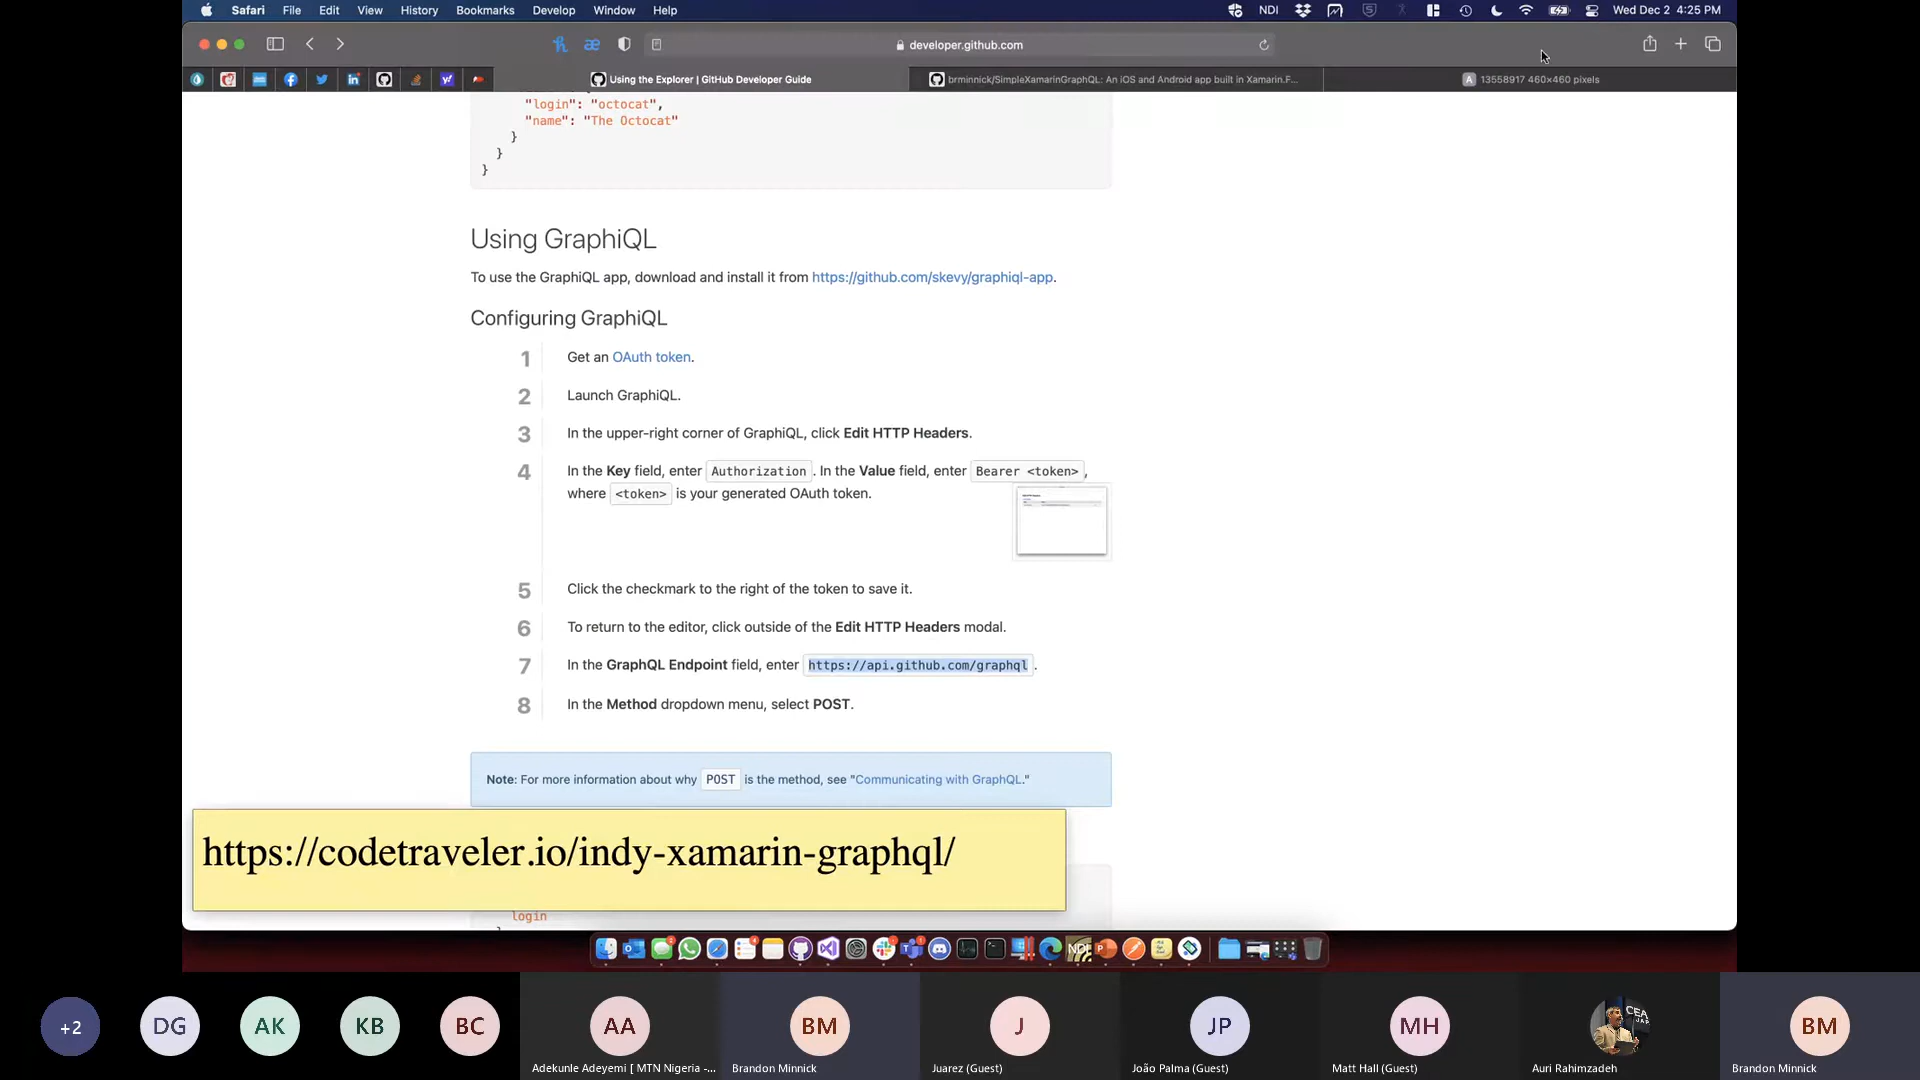 Safari File Edit View History Bookmarks Develop Window Help NDI Wed Dec 2 4:25 PM
developer.github.com
Using the Explorer | GitHub Developer Guide
brminnick/SimpleXamarinGraphQL: An iOS and Android app built in Xamarin.F...
13558917 460×460 pixels
"login": "octocat",
"name": "The Octocat"
}
}
}
Using GraphiQL
To use the GraphiQL app, download and install it from https://github.com/skevy/graphiql-app.
Configuring GraphiQL
1 Get an OAuth token.
2 Launch GraphiQL.
3 In the upper-right corner of GraphiQL, click Edit HTTP Headers.
4 In the Key field, enter Authorization . In the Value field, enter Bearer <token> ,
where <token> is your generated OAuth token.
5 Click the checkmark to the right of the token to save it.
6 To return to the editor, click outside of the Edit HTTP Headers modal.
7 In the GraphQL Endpoint field, enter https://api.github.com/graphql .
8 In the Method dropdown menu, select POST.
Note: For more information about why POST is the method, see "Communicating with GraphQL."
https://codetraveler.io/indy-xamarin-graphql/
login
+2 DG AK KB BC AA BM J JP MH BM
Adekunle Adeyemi [ MTN Nigeria -... Brandon Minnick Juarez (Guest) João Palma (Guest) Matt Hall (Guest) Auri Rahimzadeh Brandon Minnick